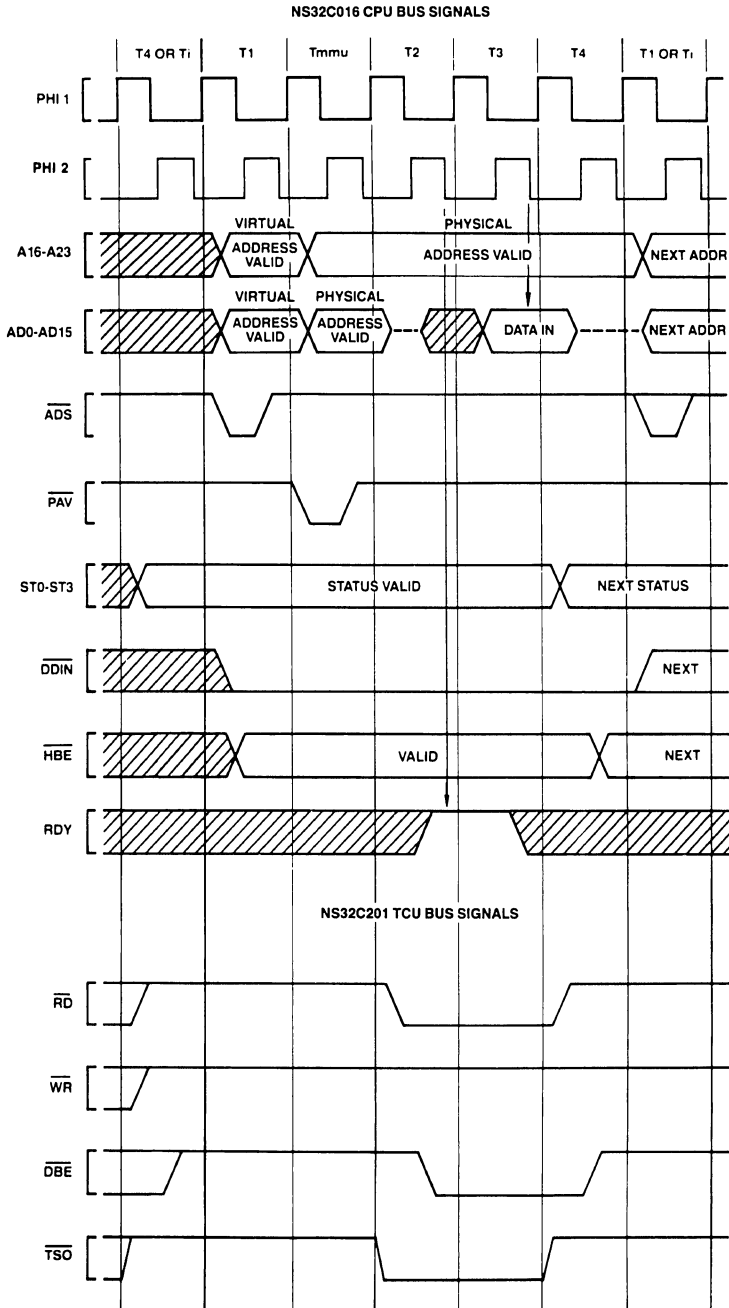 NS32C016 CPU BUS SIGNALS
T4 OR Ti T1 Tmmu T2 T3 T4 T1 OR Ti
PHI 1
PHI 2
VIRTUAL PHYSICAL
A16-A23 ADDRESS VALID ADDRESS VALID NEXT ADDR
VIRTUAL PHYSICAL
AD0-AD15 ADDRESS VALID ADDRESS VALID DATA IN NEXT ADDR
ADS
PAV
ST0-ST3 STATUS VALID NEXT STATUS
DDIN NEXT
HBE VALID NEXT
RDY
NS32C201 TCU BUS SIGNALS
RD
WR
DBE
TSO